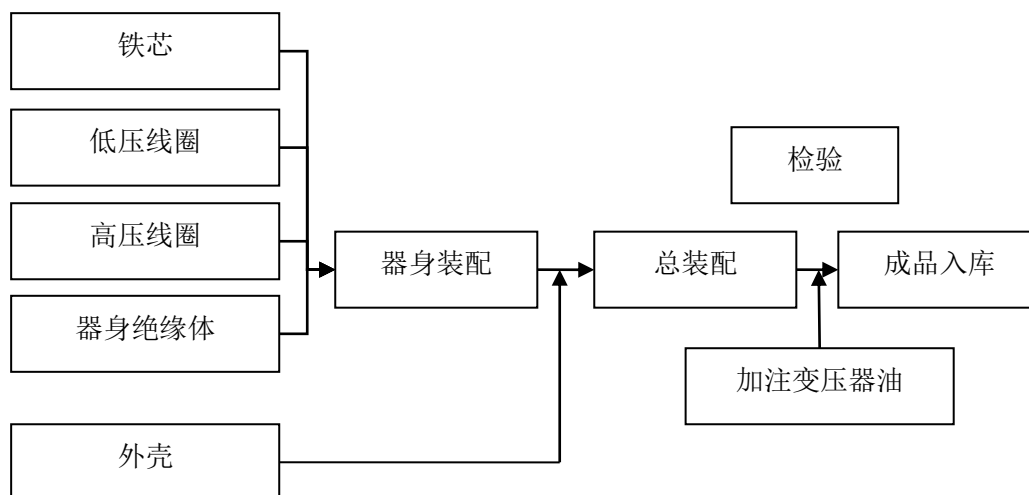 铁芯
低压线圈
检验
高压线圈
器身装配
总装配
成品入库
器身绝缘体
加注变压器油
外壳